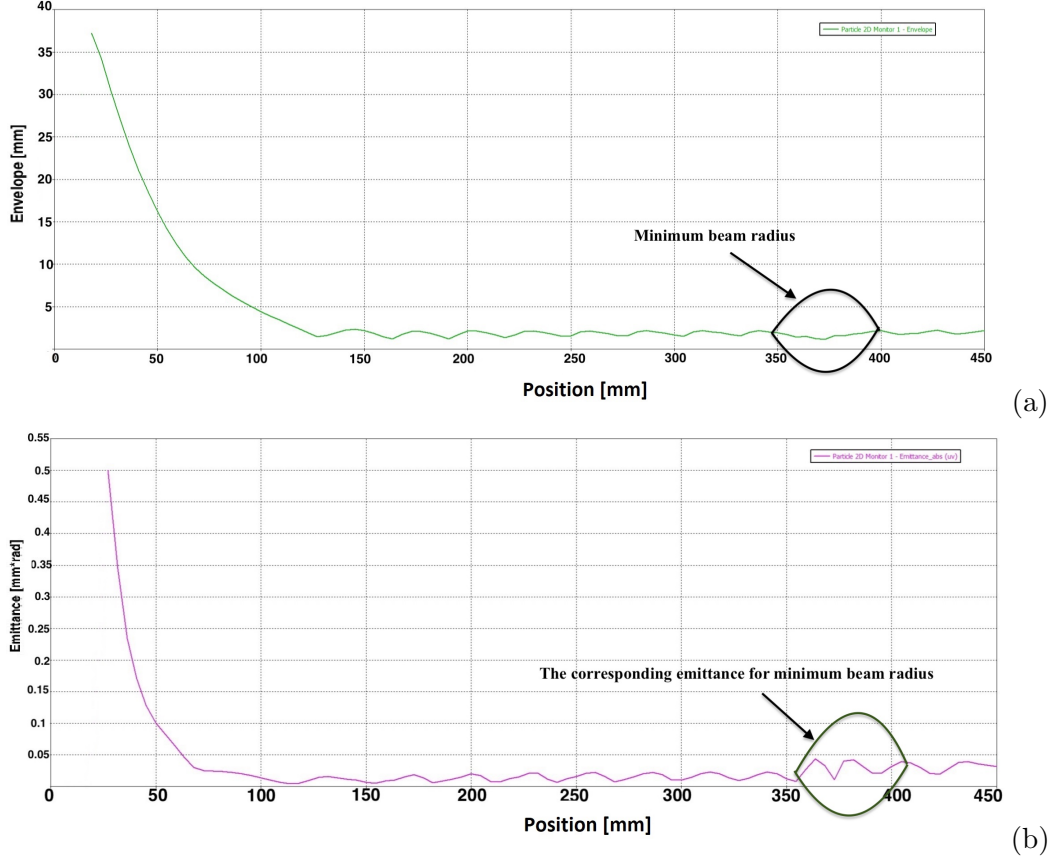 40
35
30
25
20
15
10
5
Envelope [mm]
Particle 2D Monitor 1 - Envelope
Minimum beam radius
0 50 100 150 200 250 300 350 400 450
Position [mm]
(a)
0.55
0.5
0.45
0.4
0.35
0.3
0.25
0.2
0.15
0.1
0.05
Emittance [mm*rad]
Particle 2D Monitor 1 - Emittance_abs (uv)
The corresponding emittance for minimum beam radius
0 50 100 150 200 250 300 350 400 450
Position [mm]
(b)